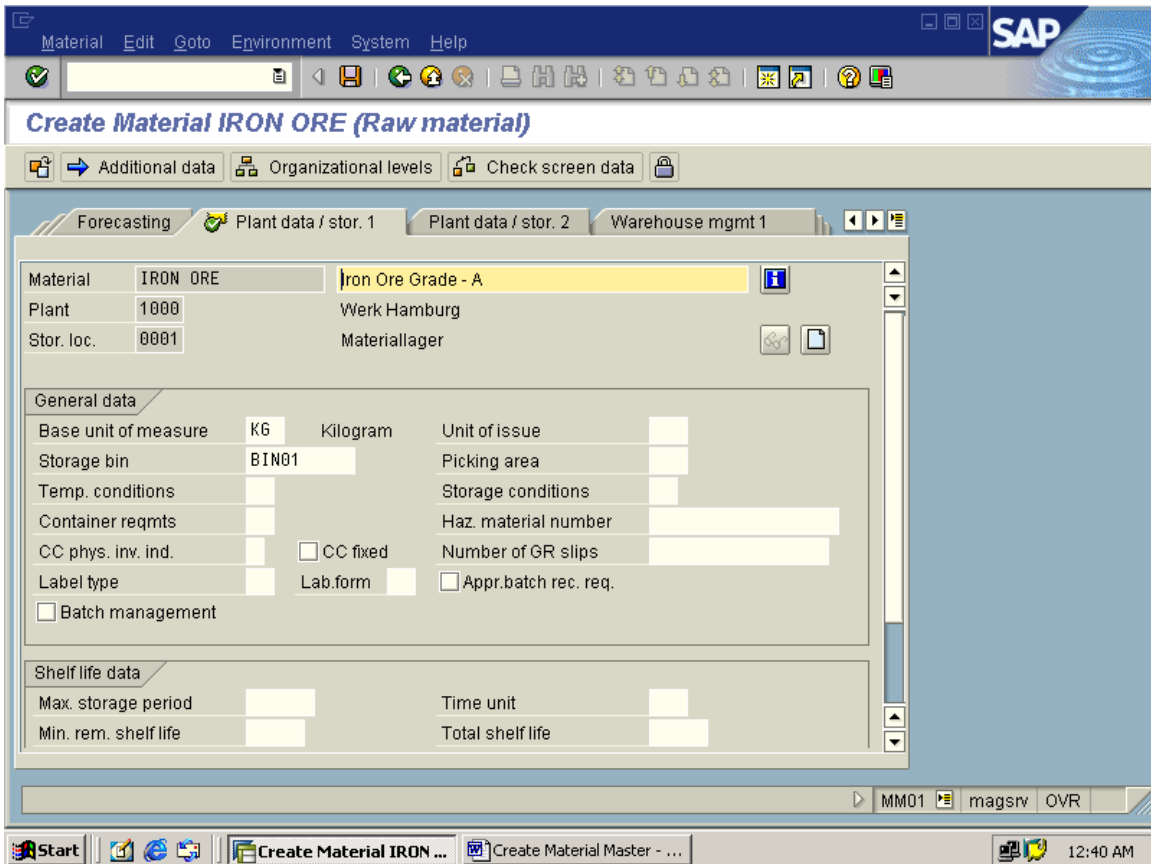 Material Edit Goto Environment System Help
SAP
Create Material IRON ORE (Raw material)
Additional data Organizational levels Check screen data
Forecasting Plant data / stor. 1 Plant data / stor. 2 Warehouse mgmt 1
Material IRON ORE Iron Ore Grade - A
Plant 1000 Werk Hamburg
Stor. loc. 0001 Materiallager
General data
Base unit of measure KG Kilogram Unit of issue
Storage bin BIN01 Picking area
Temp. conditions Storage conditions
Container reqmts Haz. material number
CC phys. inv. ind. CC fixed Number of GR slips
Label type Lab.form Appr.batch rec. req.
Batch management
Shelf life data
Max. storage period Time unit
Min. rem. shelf life Total shelf life
MM01 magsrv OVR
Start Create Material IRON ... Create Material Master - ... 12:40 AM